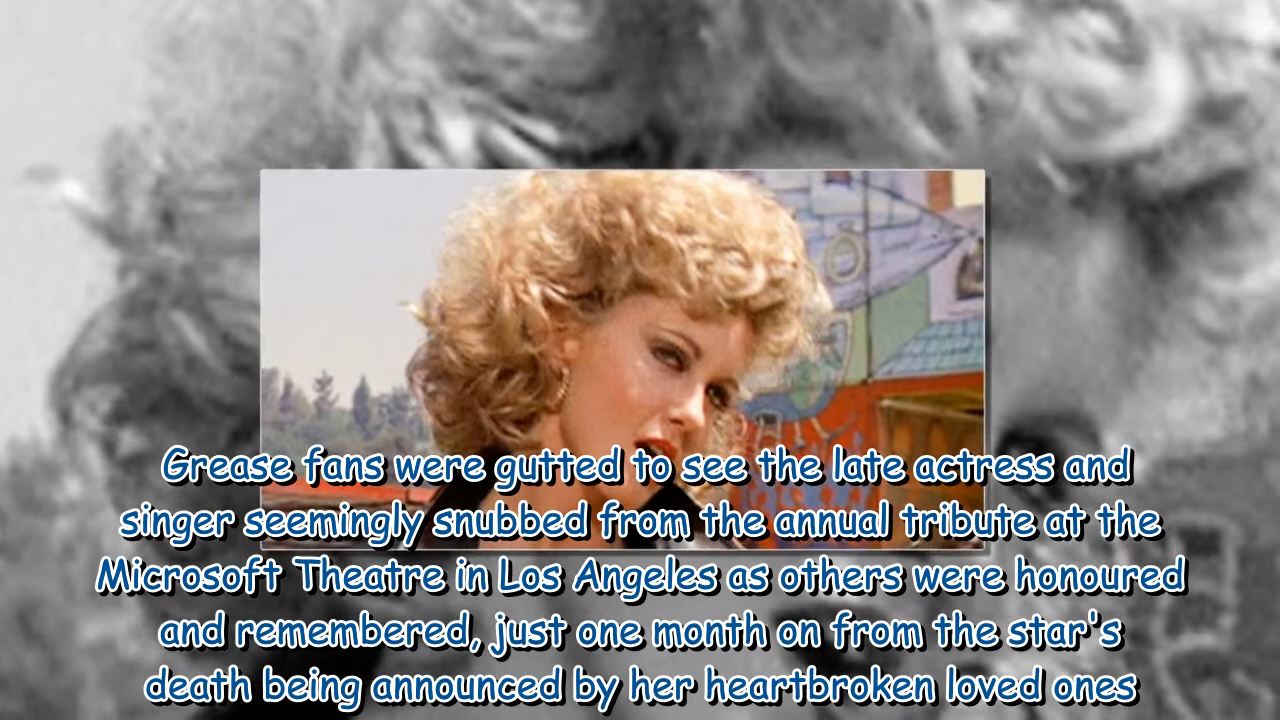 Grease fans were gutted to see the late actress and
singer seemingly snubbed from the annual tribute at the
Microsoft Theatre in Los Angeles as others were honoured
and remembered, just one month on from the star's
death being announced by her heartbroken loved ones